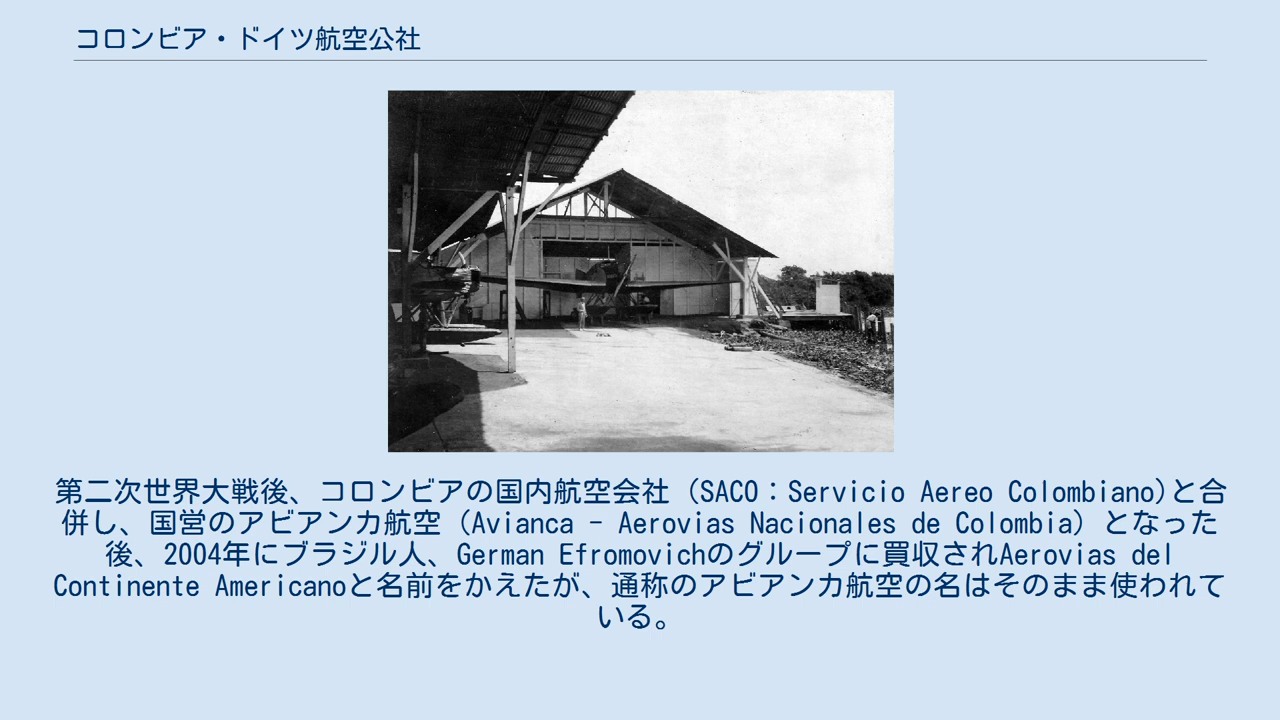 コロンビア・ドイツ航空公社
第二次世界大戦後、コロンビアの国内航空会社（SACO：Servicio Aereo Colombiano)と合
併し、国営のアビアンカ航空（Avianca – Aerovias Nacionales de Colombia）となった
後、2004年にブラジル人、German Efromovichのグループに買収されAerovias del
Continente Americanoと名前をかえたが、通称のアビアンカ航空の名はそのまま使われて
いる。